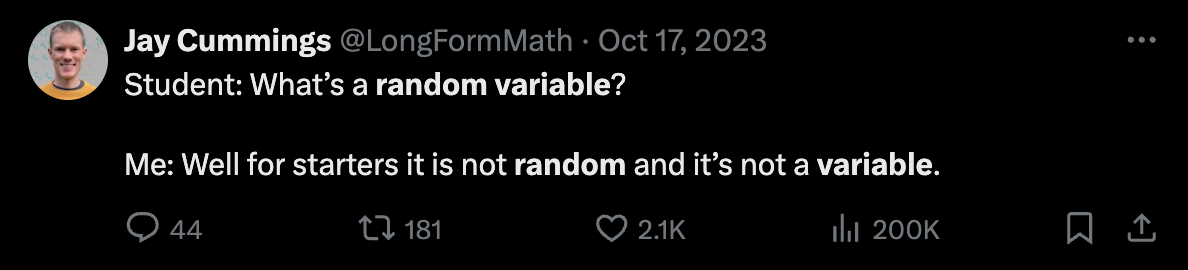 Jay Cummings @LongFormMath · Oct 17, 2023
Student: What’s a random variable?
Me: Well for starters it is not random and it’s not a variable.
44 181 2.1K 200K